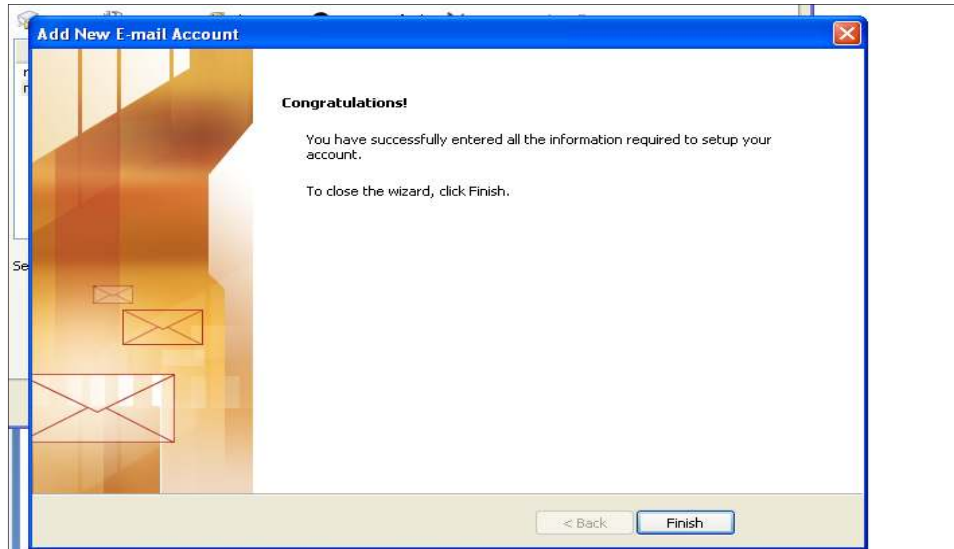 Add New E-mail Account
Congratulations!
You have successfully entered all the information required to setup your
account.
To close the wizard, click Finish.
Se
< Back
Finish